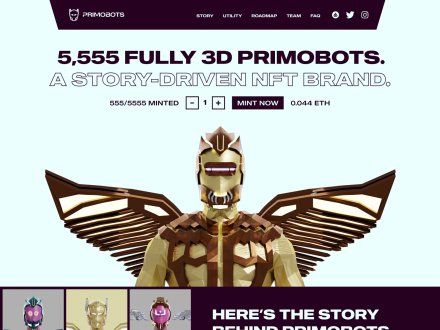 PRIMOBOTS
STORY UTILITY ROADMAP TEAM FAQ
5,555 FULLY 3D PRIMOBOTS.
A STORY-DRIVEN NFT BRAND.
555/5555 MINTED − 1 + MINT NOW 0.044 ETH
HERE'S THE STORY
BEHIND PRIMOBOTS